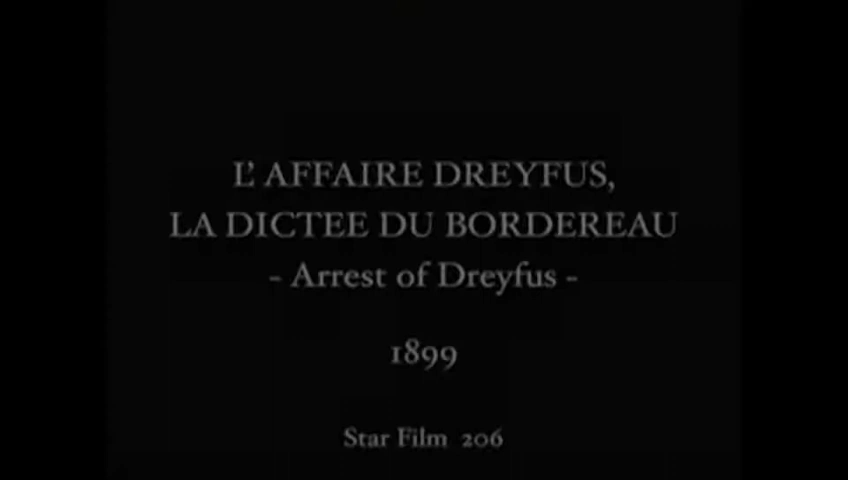 L' AFFAIRE DREYFUS,
LA DICTEE DU BORDEREAU
- Arrest of Dreyfus -
1899
Star Film 206